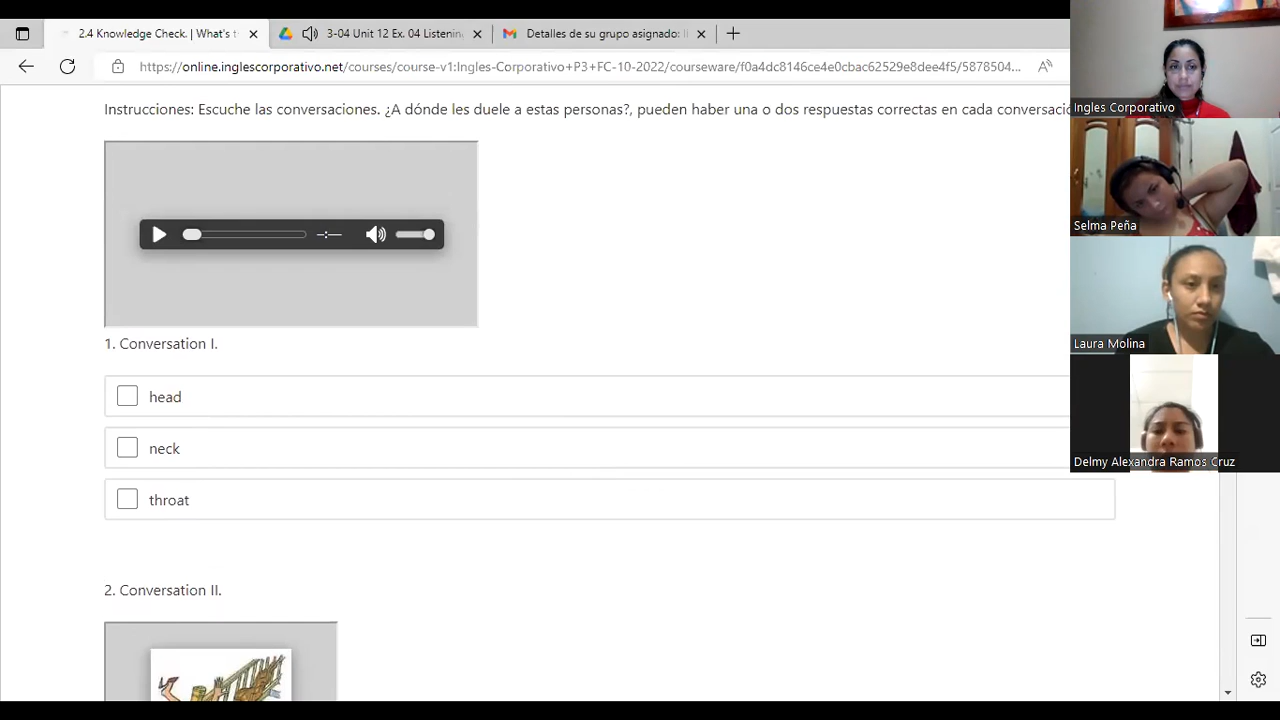 2.4 Knowledge Check. | What's
3-04 Unit 12 Ex. 04 Listening
Detalles de su grupo asignado:
https://online.inglescorporativo.net/courses/course-v1:Ingles-Corporativo+P3+FC-10-2022/courseware/f0a4dc8146ce4e0cbac62529e8dee4f5/5878504...
Instrucciones: Escuche las conversaciones. ¿A dónde les duele a estas personas?, pueden haber una o dos respuestas correctas en cada conversació
1. Conversation I.
head
neck
throat
2. Conversation II.
Ingles Corporativo
Selma Peña
Laura Molina
Delmy Alexandra Ramos Cruz